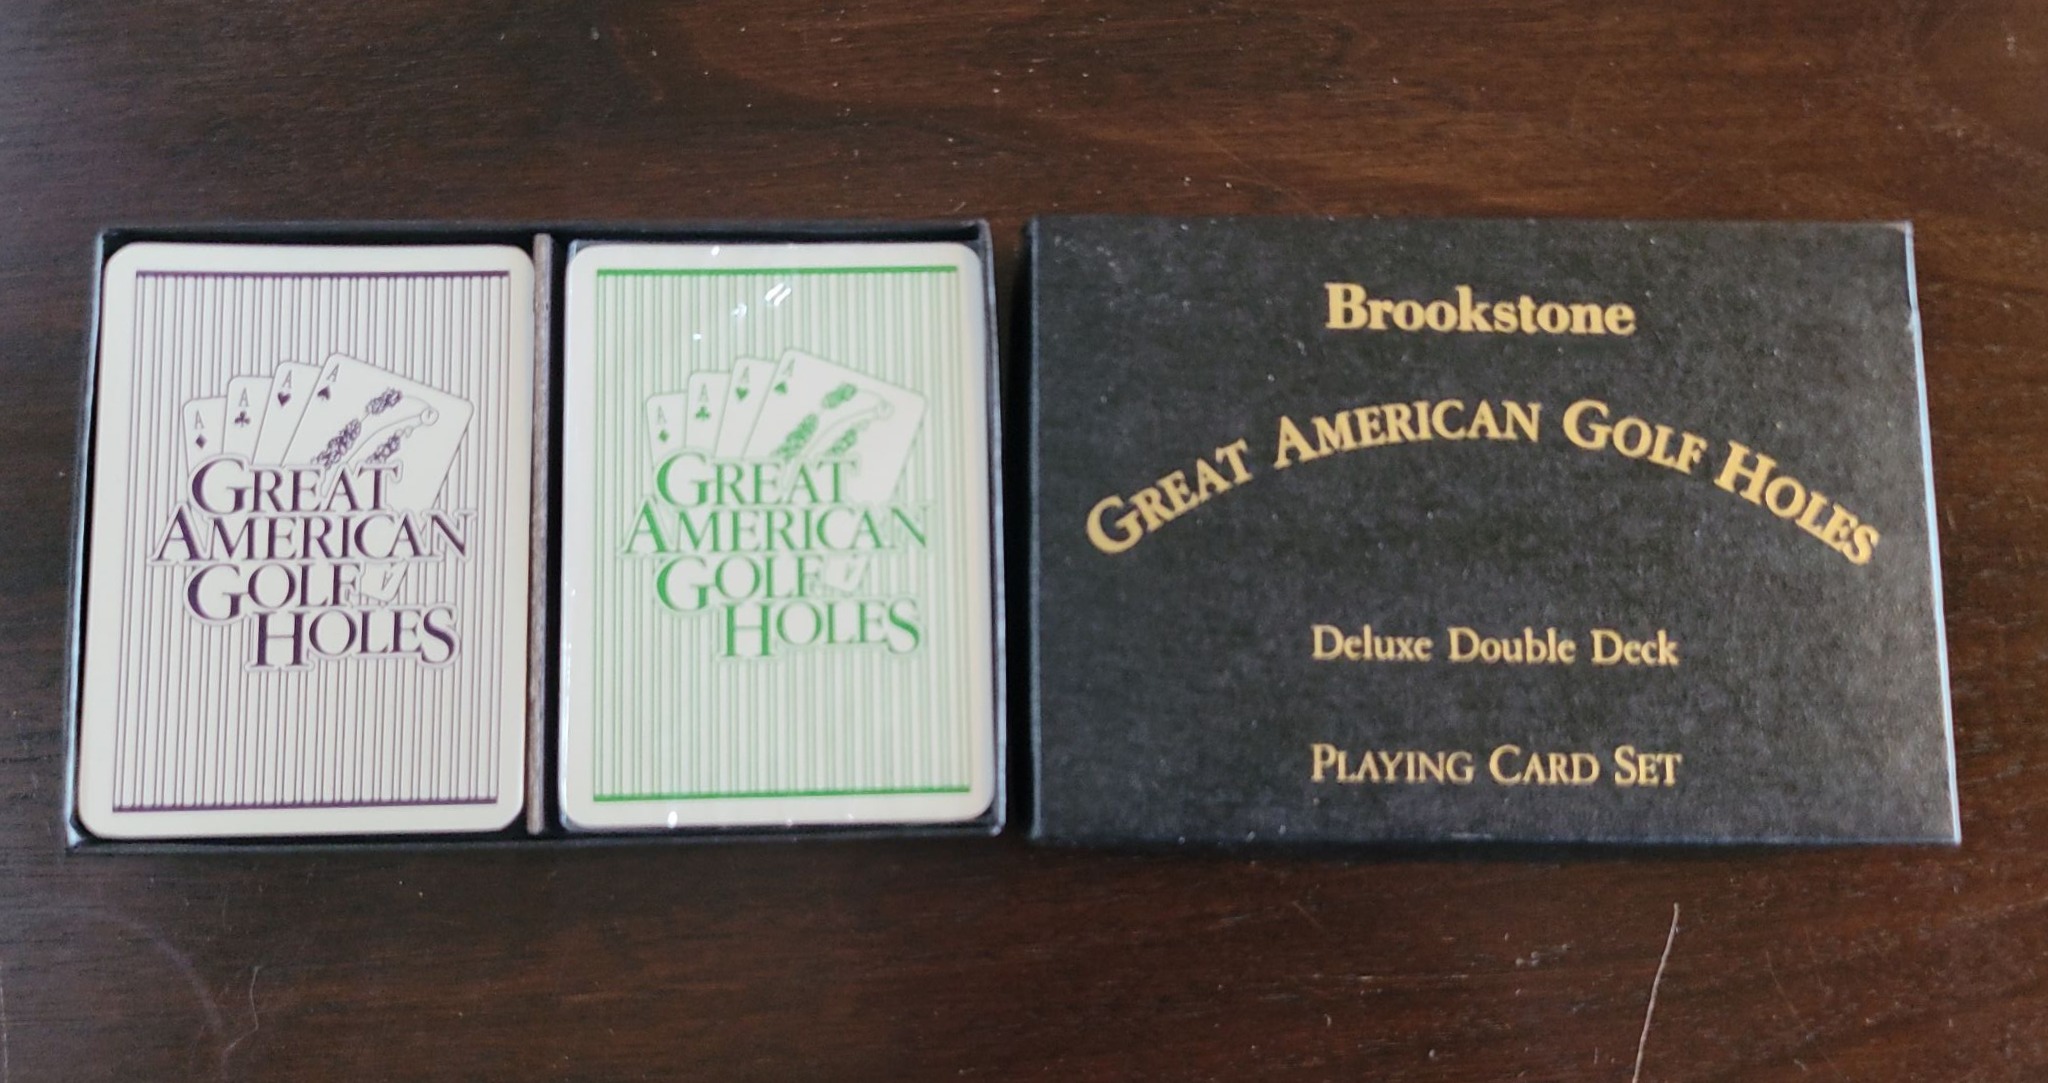 A
A
A
A
GREAT
AMERICAN
GOLF
HOLES
A
A
A
A
GREAT
AMERICAN
GOLF
HOLES
Brookstone
GREAT AMERICAN GOLF HOLES
Deluxe Double Deck
PLAYING CARD SET